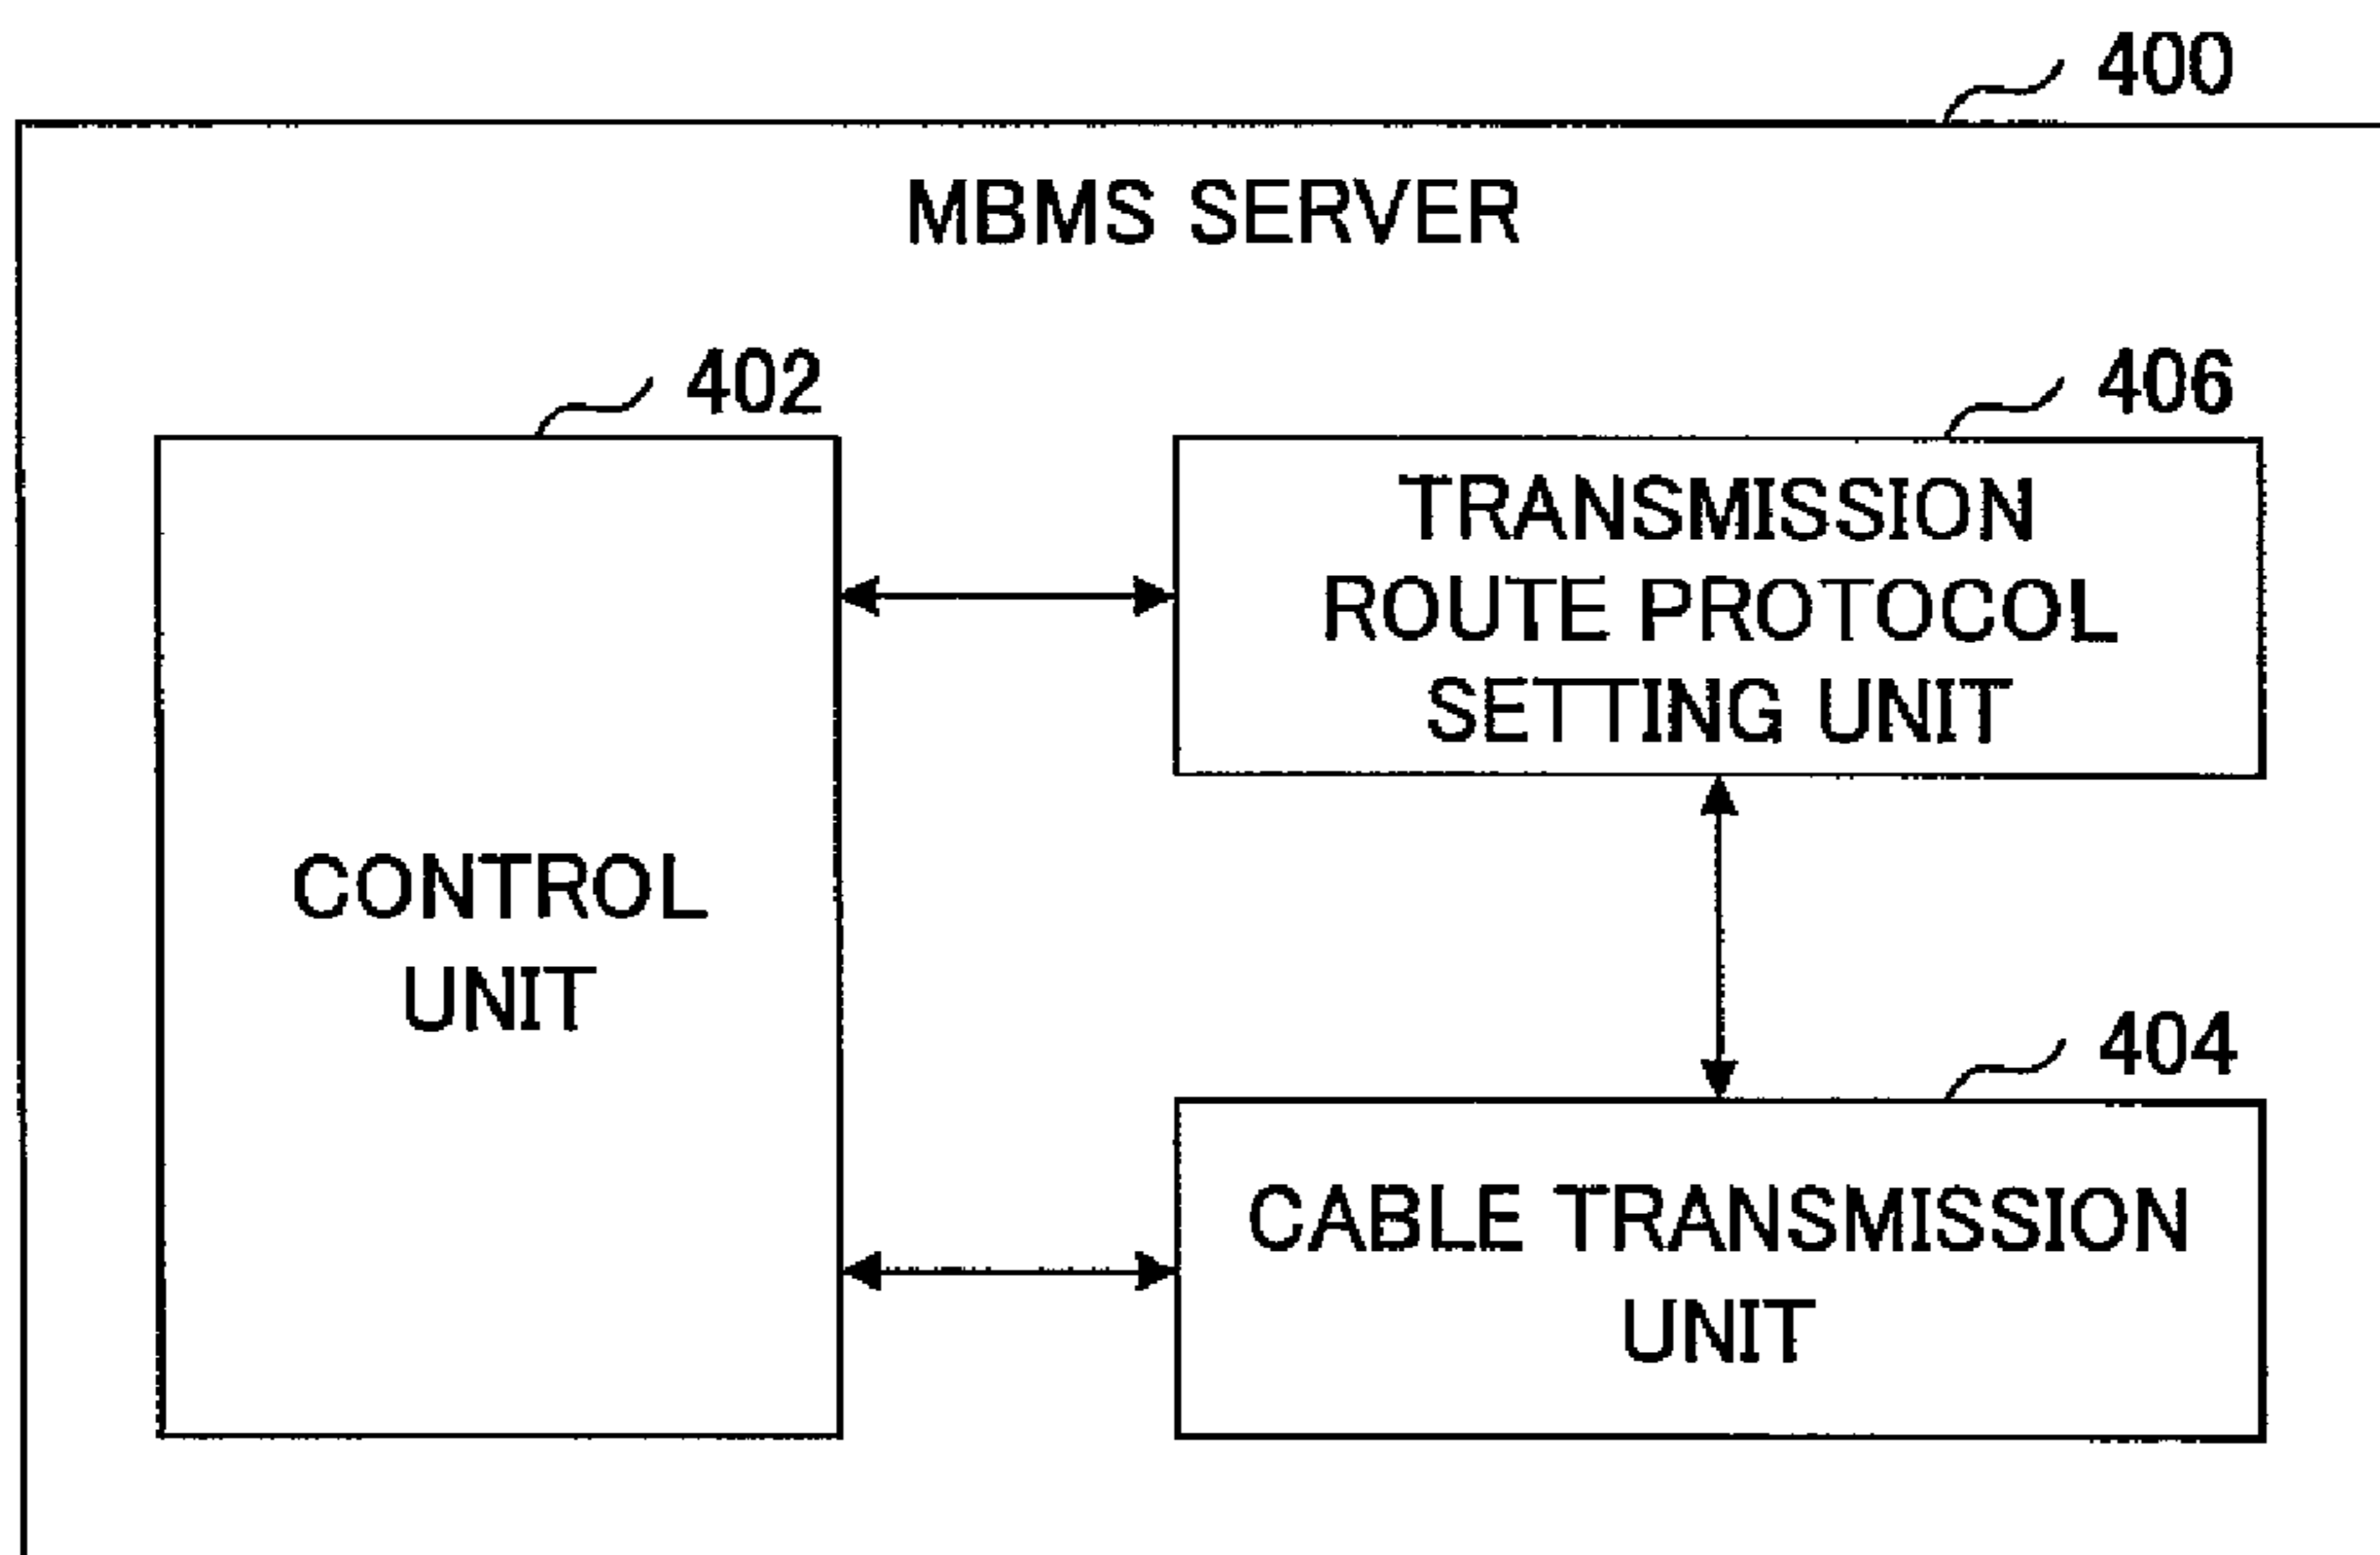 400
MBMS SERVER
402
406
TRANSMISSION
ROUTE PROTOCOL
SETTING UNIT
CONTROL
UNIT
404
CABLE TRANSMISSION
UNIT